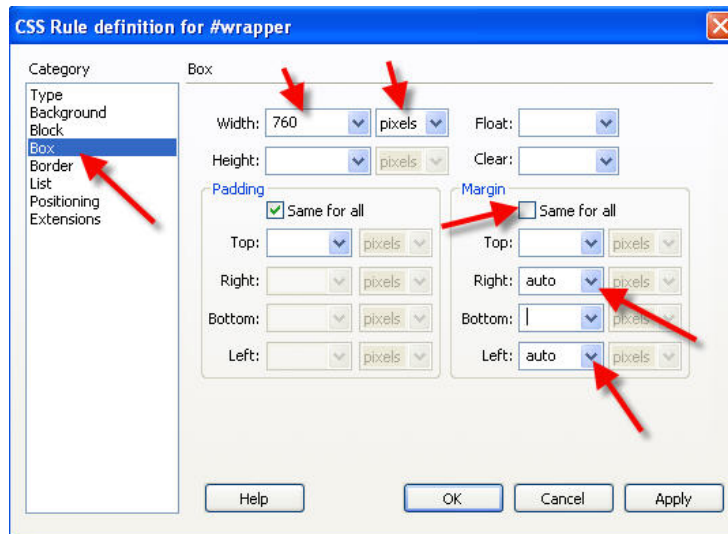 CSS Rule definition for #wrapper
Category
Box
Type
Background
Block
Box
Border
List
Positioning
Extensions
Width: 760 pixels Float:
Height: pixels Clear:
Padding
Same for all
Top: pixels
Right: pixels
Bottom: pixels
Left: pixels
Margin
Same for all
Top: pixels
Right: auto pixels
Bottom: pixels
Left: auto pixels
Help OK Cancel Apply